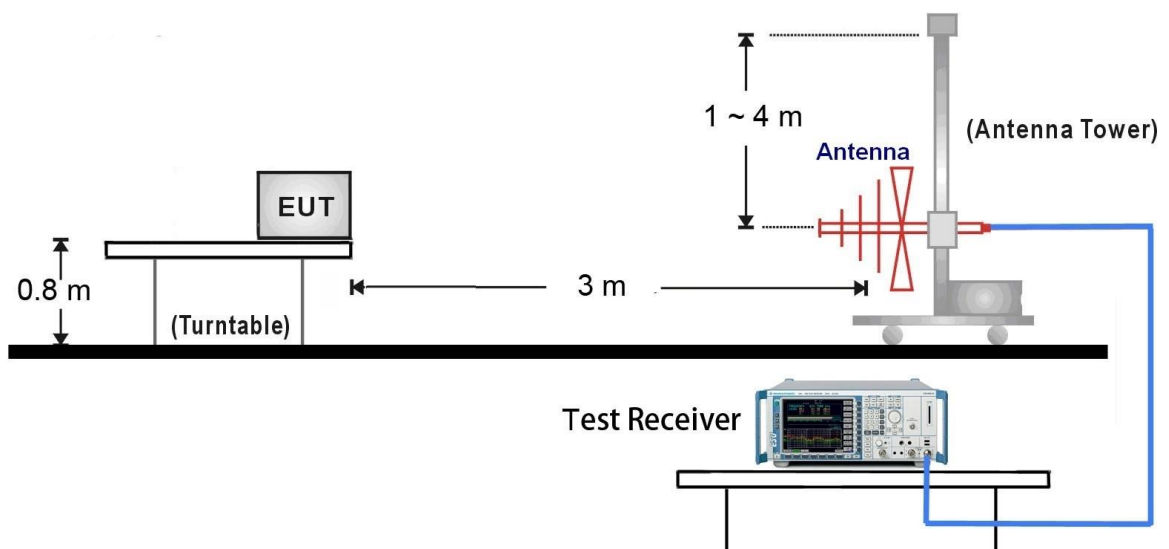 1 ~ 4 m
(Antenna Tower)
Antenna
EUT
0.8 m
3 m
(Turntable)
Test Receiver